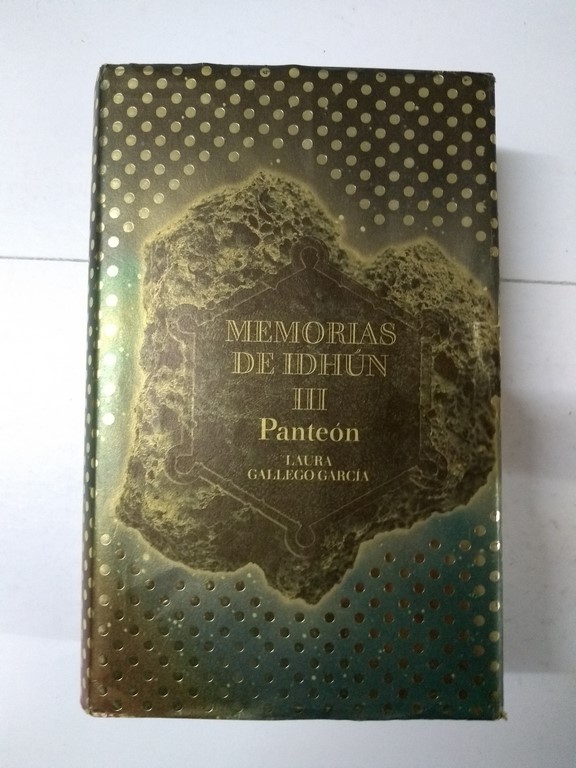 MEMORIAS
DE IDHÚN
III
Panteón
LAURA
GALLEGO GARCÍA